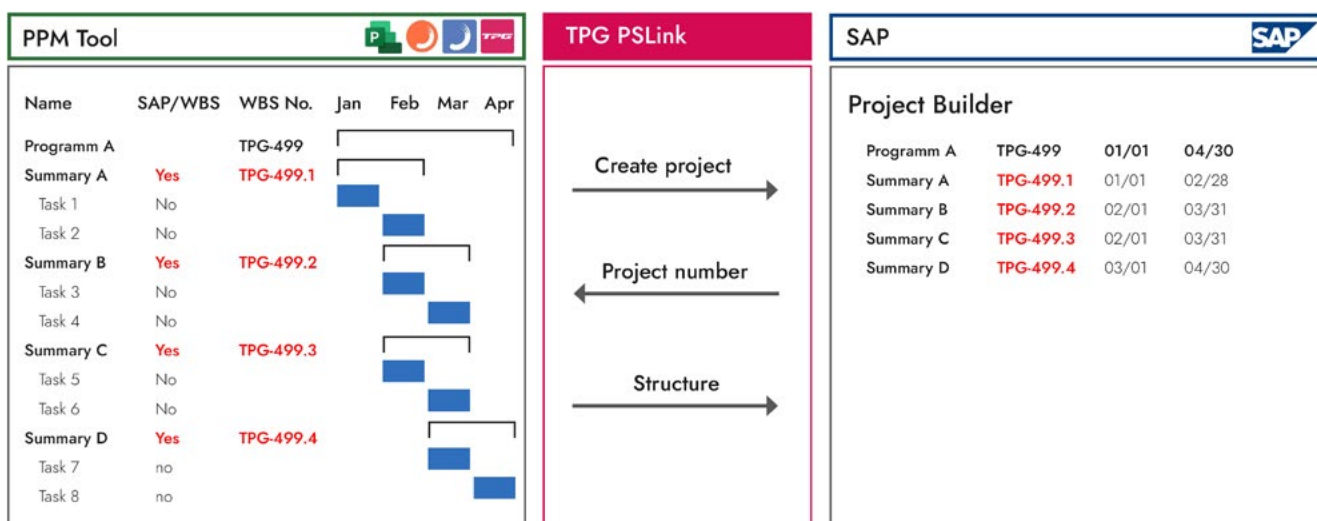 PPM Tool
P
TPG
Name SAP/WBS WBS No. Jan Feb Mar Apr
Programm A TPG-499
Summary A Yes TPG-499.1
Task 1 No
Task 2 No
Summary B Yes TPG-499.2
Task 3 No
Task 4 No
Summary C Yes TPG-499.3
Task 5 No
Task 6 No
Summary D Yes TPG-499.4
Task 7 no
Task 8 no
TPG PSLink
Create project
Project number
Structure
SAP
SAP
Project Builder
Programm A TPG-499 01/01 04/30
Summary A TPG-499.1 01/01 02/28
Summary B TPG-499.2 02/01 03/31
Summary C TPG-499.3 02/01 03/31
Summary D TPG-499.4 03/01 04/30